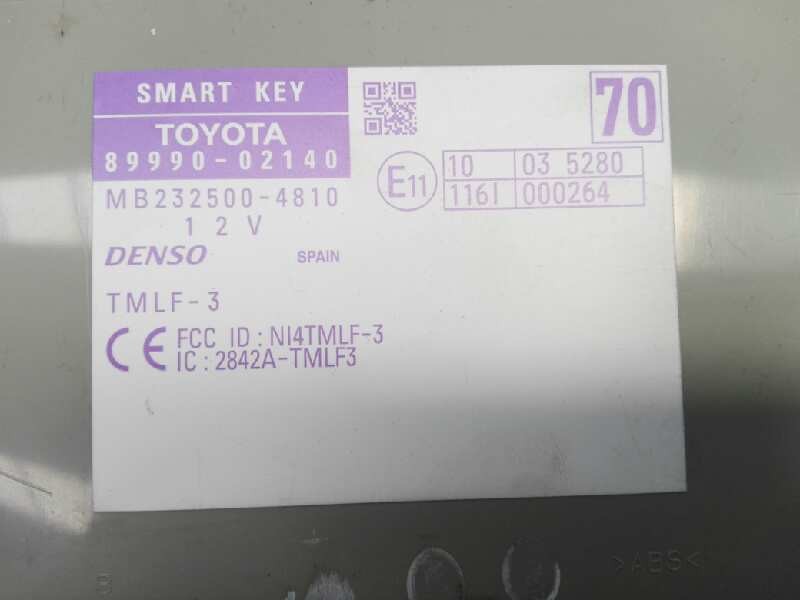 SMART KEY
TOYOTA
89990-02140
MB232500-4810
12V
DENSO SPAIN
TMLF-3
CE FCC ID : NI4TMLF-3
IC : 2842A-TMLF3
70
E11
10 03 5280
116I 000264
>ABS<